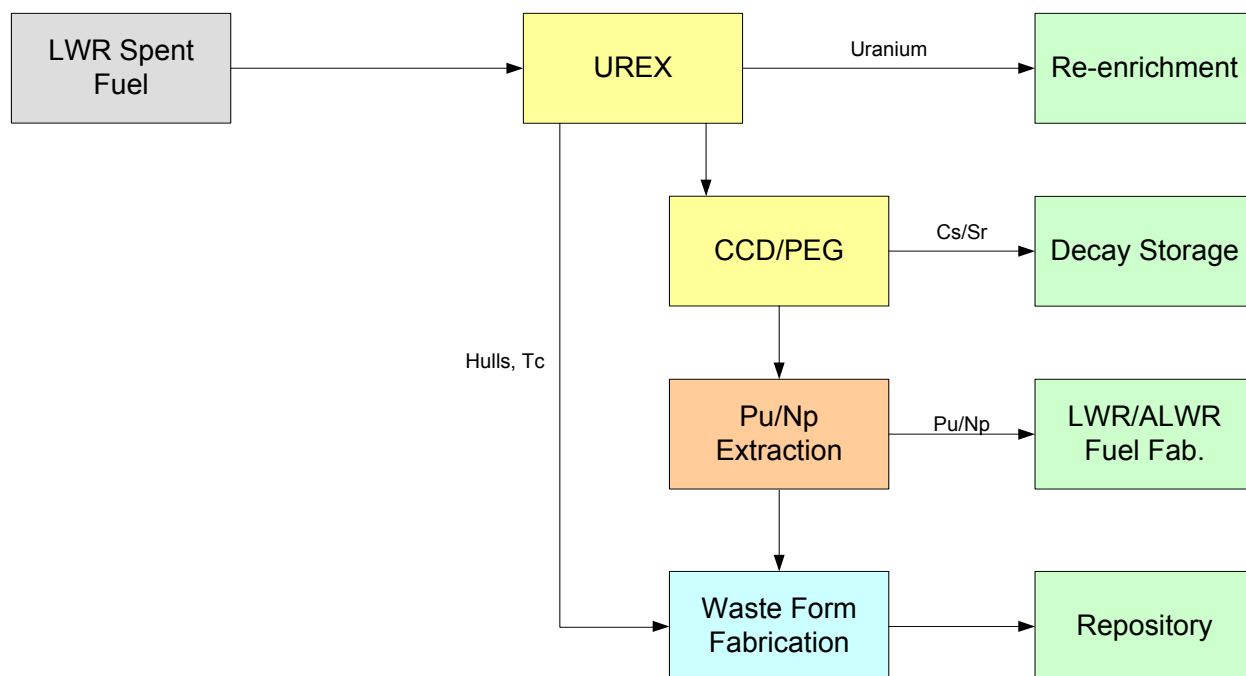 LWR Spent
Fuel
UREX
Uranium
Re-enrichment
CCD/PEG
Cs/Sr
Decay Storage
Hulls, Tc
Pu/Np
Extraction
Pu/Np
LWR/ALWR
Fuel Fab.
Waste Form
Fabrication
Repository